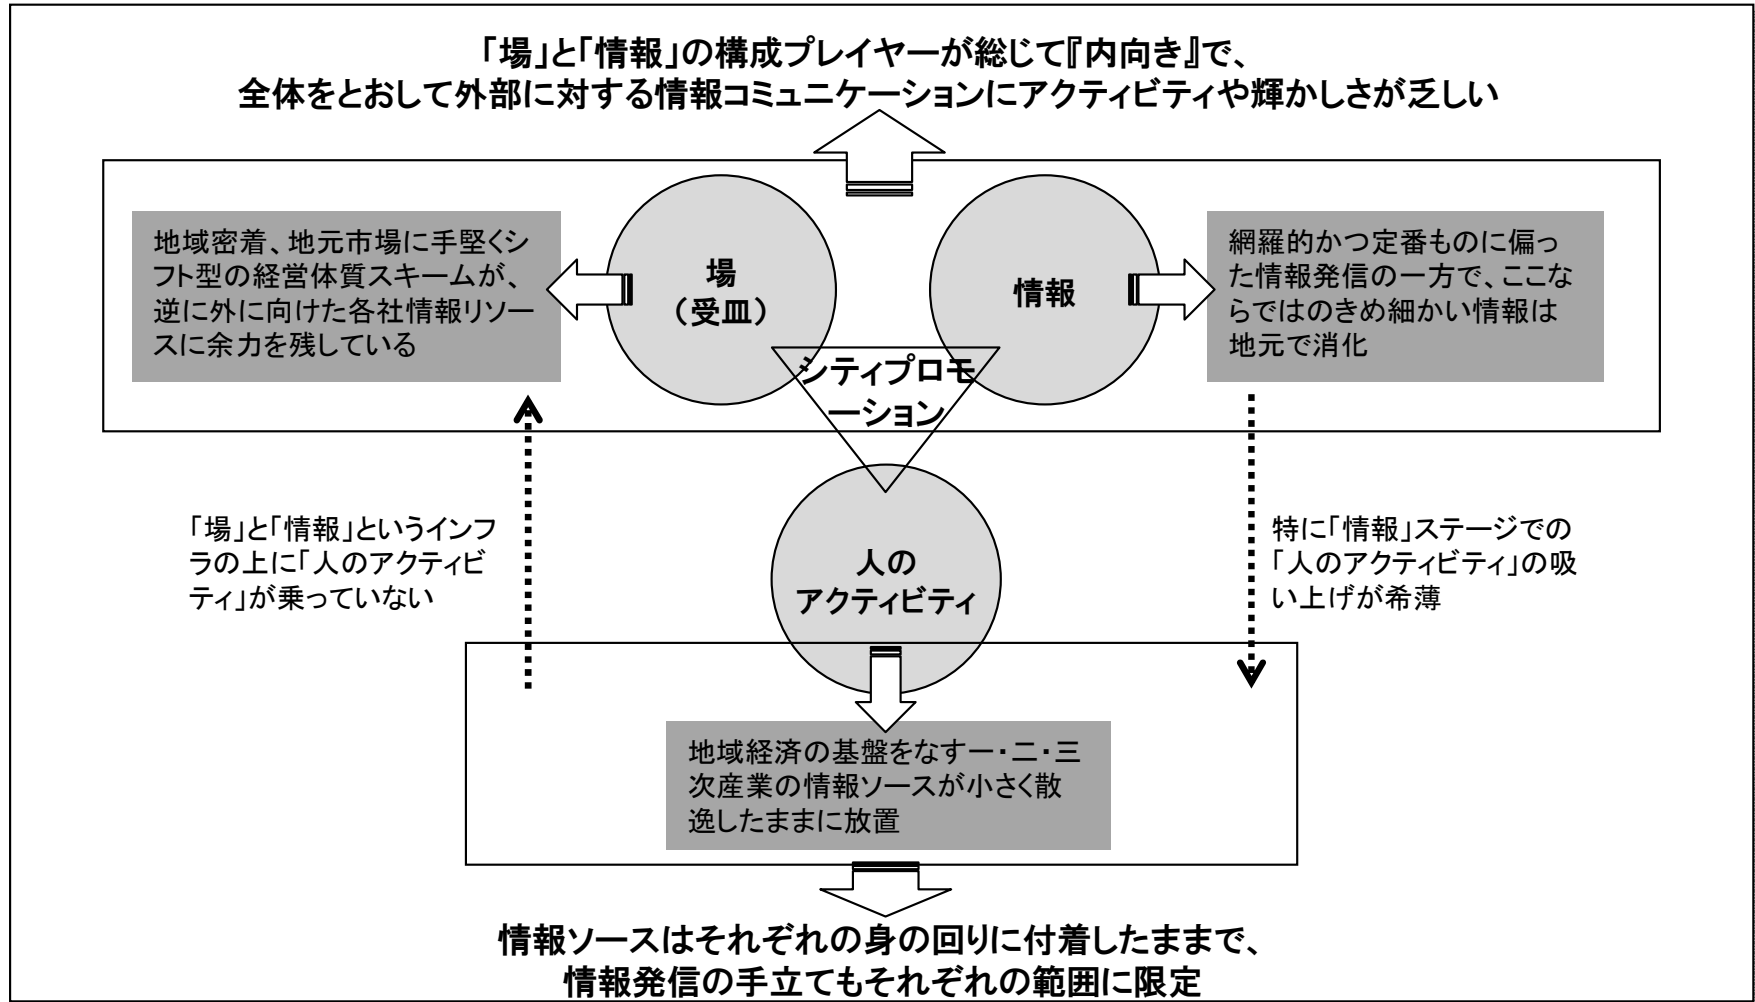 「場」と「情報」の構成プレイヤーが総じて『内向き』で、
全体をとおして外部に対する情報コミュニケーションにアクティビティや輝かしさが乏しい
地域密着、地元市場に手堅くシ
フト型の経営体質スキームが、
逆に外に向けた各社情報リソー
スに余力を残している
場
（受皿）
情報
網羅的かつ定番ものに偏っ
た情報発信の一方で、ここな
らではのきめ細かい情報は
地元で消化
シティプロモ
ーション
「場」と「情報」というインフ
ラの上に「人のアクティビ
ティ」が乗っていない
人の
アクティビティ
特に「情報」ステージでの
「人のアクティビティ」の吸
い上げが希薄
地域経済の基盤をなす一・二・三
次産業の情報ソースが小さく散
逸したままに放置
情報ソースはそれぞれの身の回りに付着したままで、
情報発信の手立てもそれぞれの範囲に限定